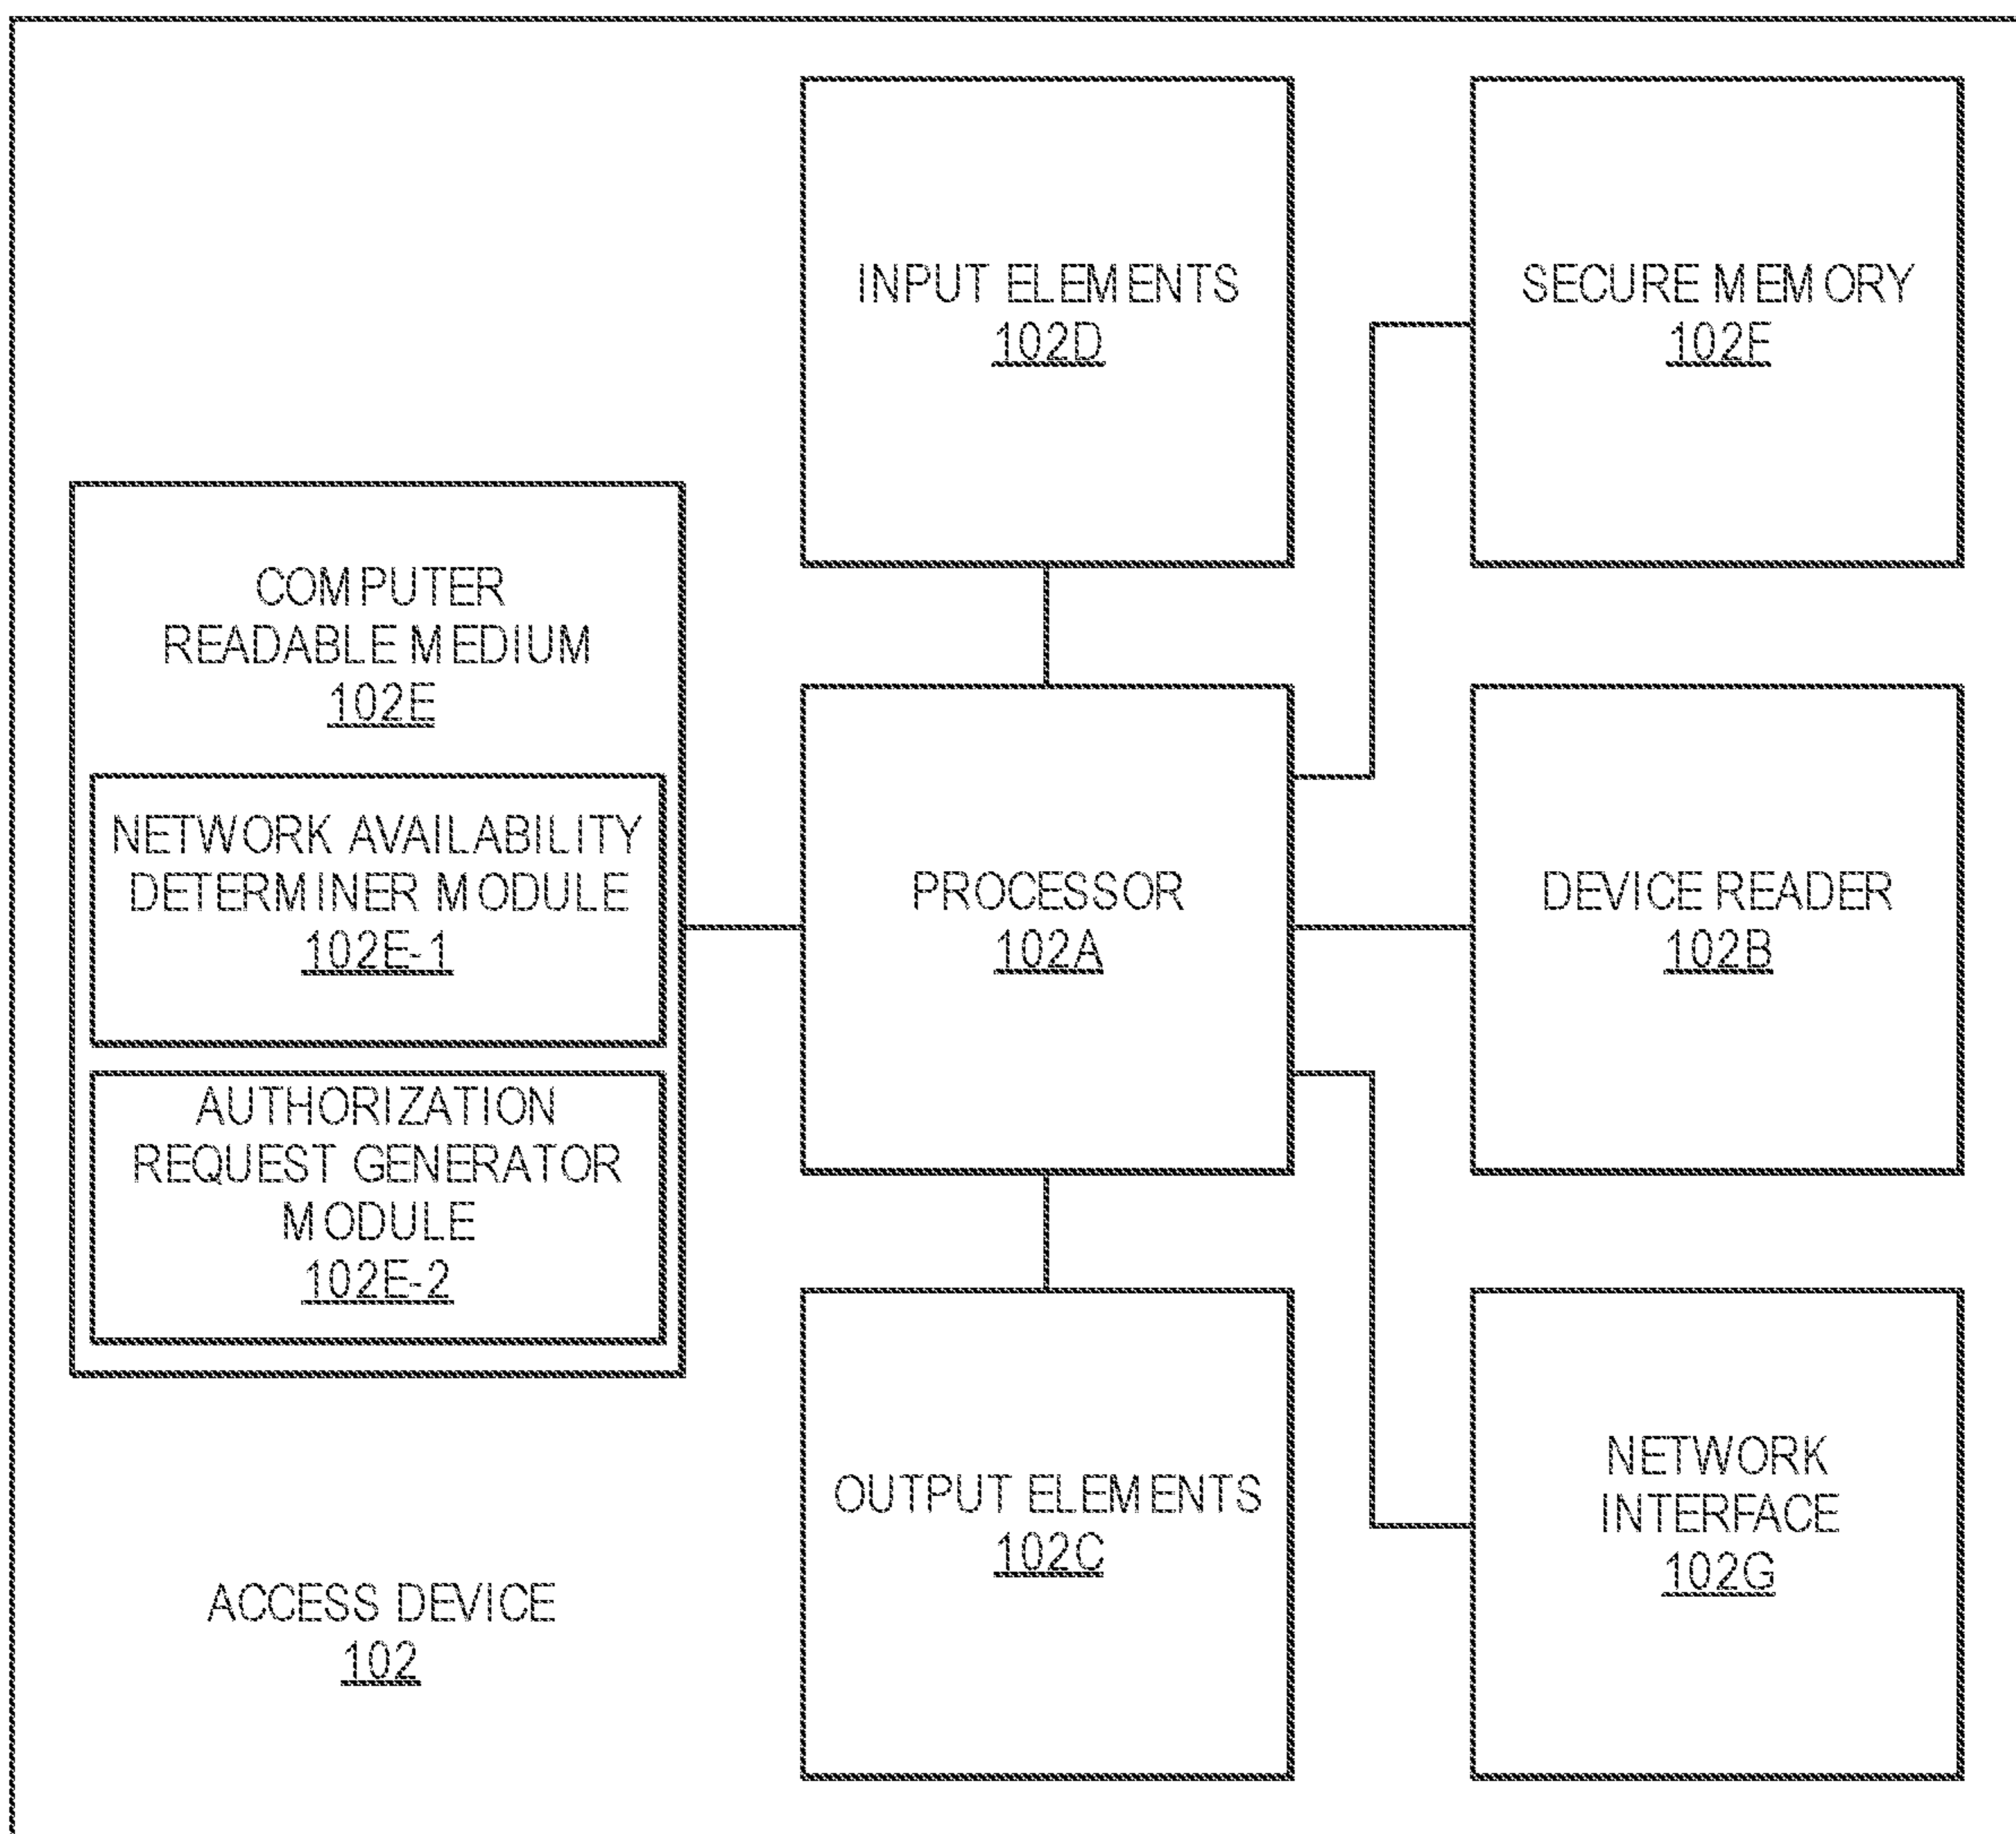 INPUT ELEMENTS
102D
SECURE MEMORY
102F
COMPUTER
READABLE MEDIUM
102E
NETWORK AVAILABILITY
DETERMINER MODULE
102E-1
AUTHORIZATION
REQUEST GENERATOR
MODULE
102E-2
PROCESSOR
102A
DEVICE READER
102B
OUTPUT ELEMENTS
102C
NETWORK
INTERFACE
102G
ACCESS DEVICE
102